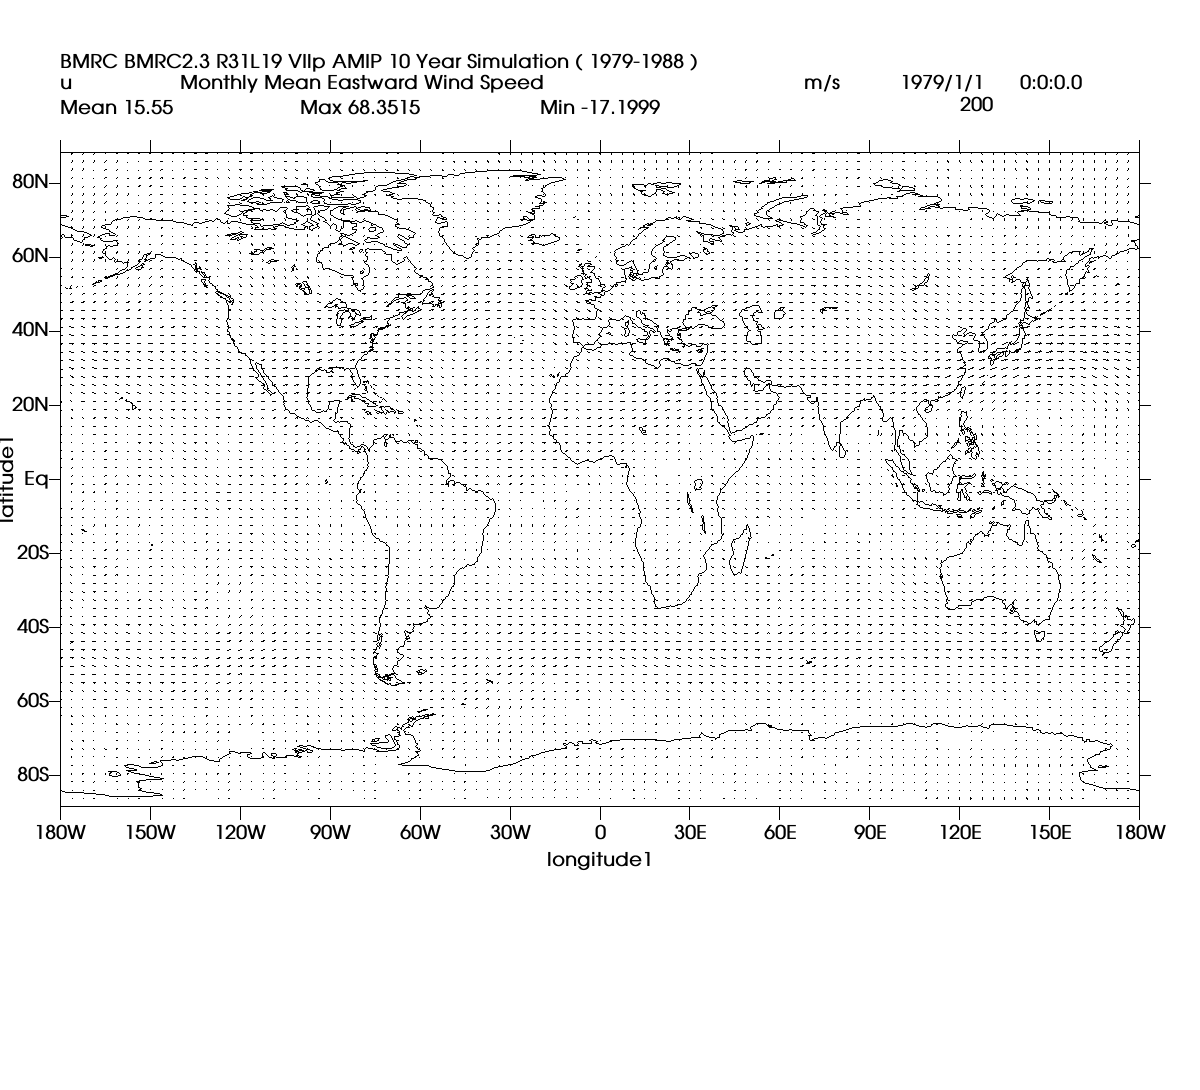 BMRC BMRC2.3 R31L19 VIIp AMIP 10 Year Simulation ( 1979-1988 )
u Monthly Mean Eastward Wind Speed m/s 1979/1/1 0:0:0.0
Mean 15.55 Max 68.3515 Min -17.1999 200
80N
60N
40N
20N
Eq
20S
40S
60S
80S
latitude1
180W 150W 120W 90W 60W 30W 0 30E 60E 90E 120E 150E 180W
longitude1